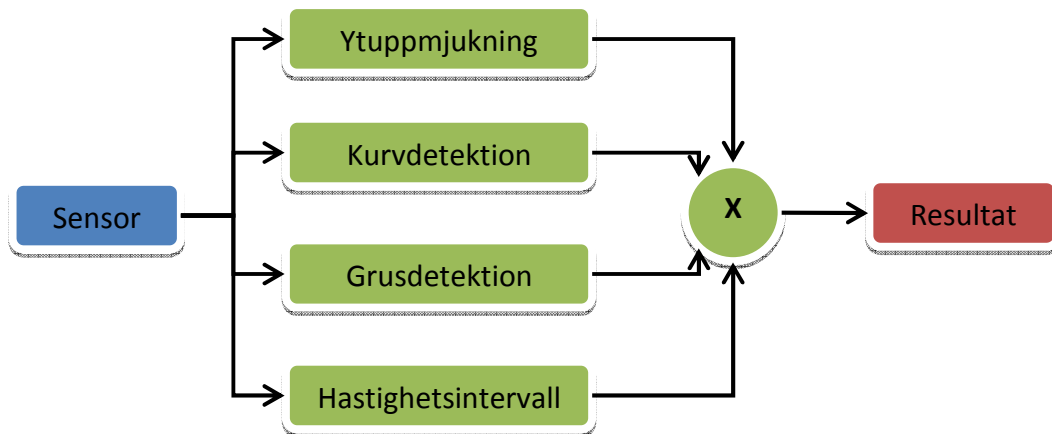 Ytuppmjukning
Kurvdetektion
Sensor
X
Resultat
Grusdetektion
Hastighetsintervall